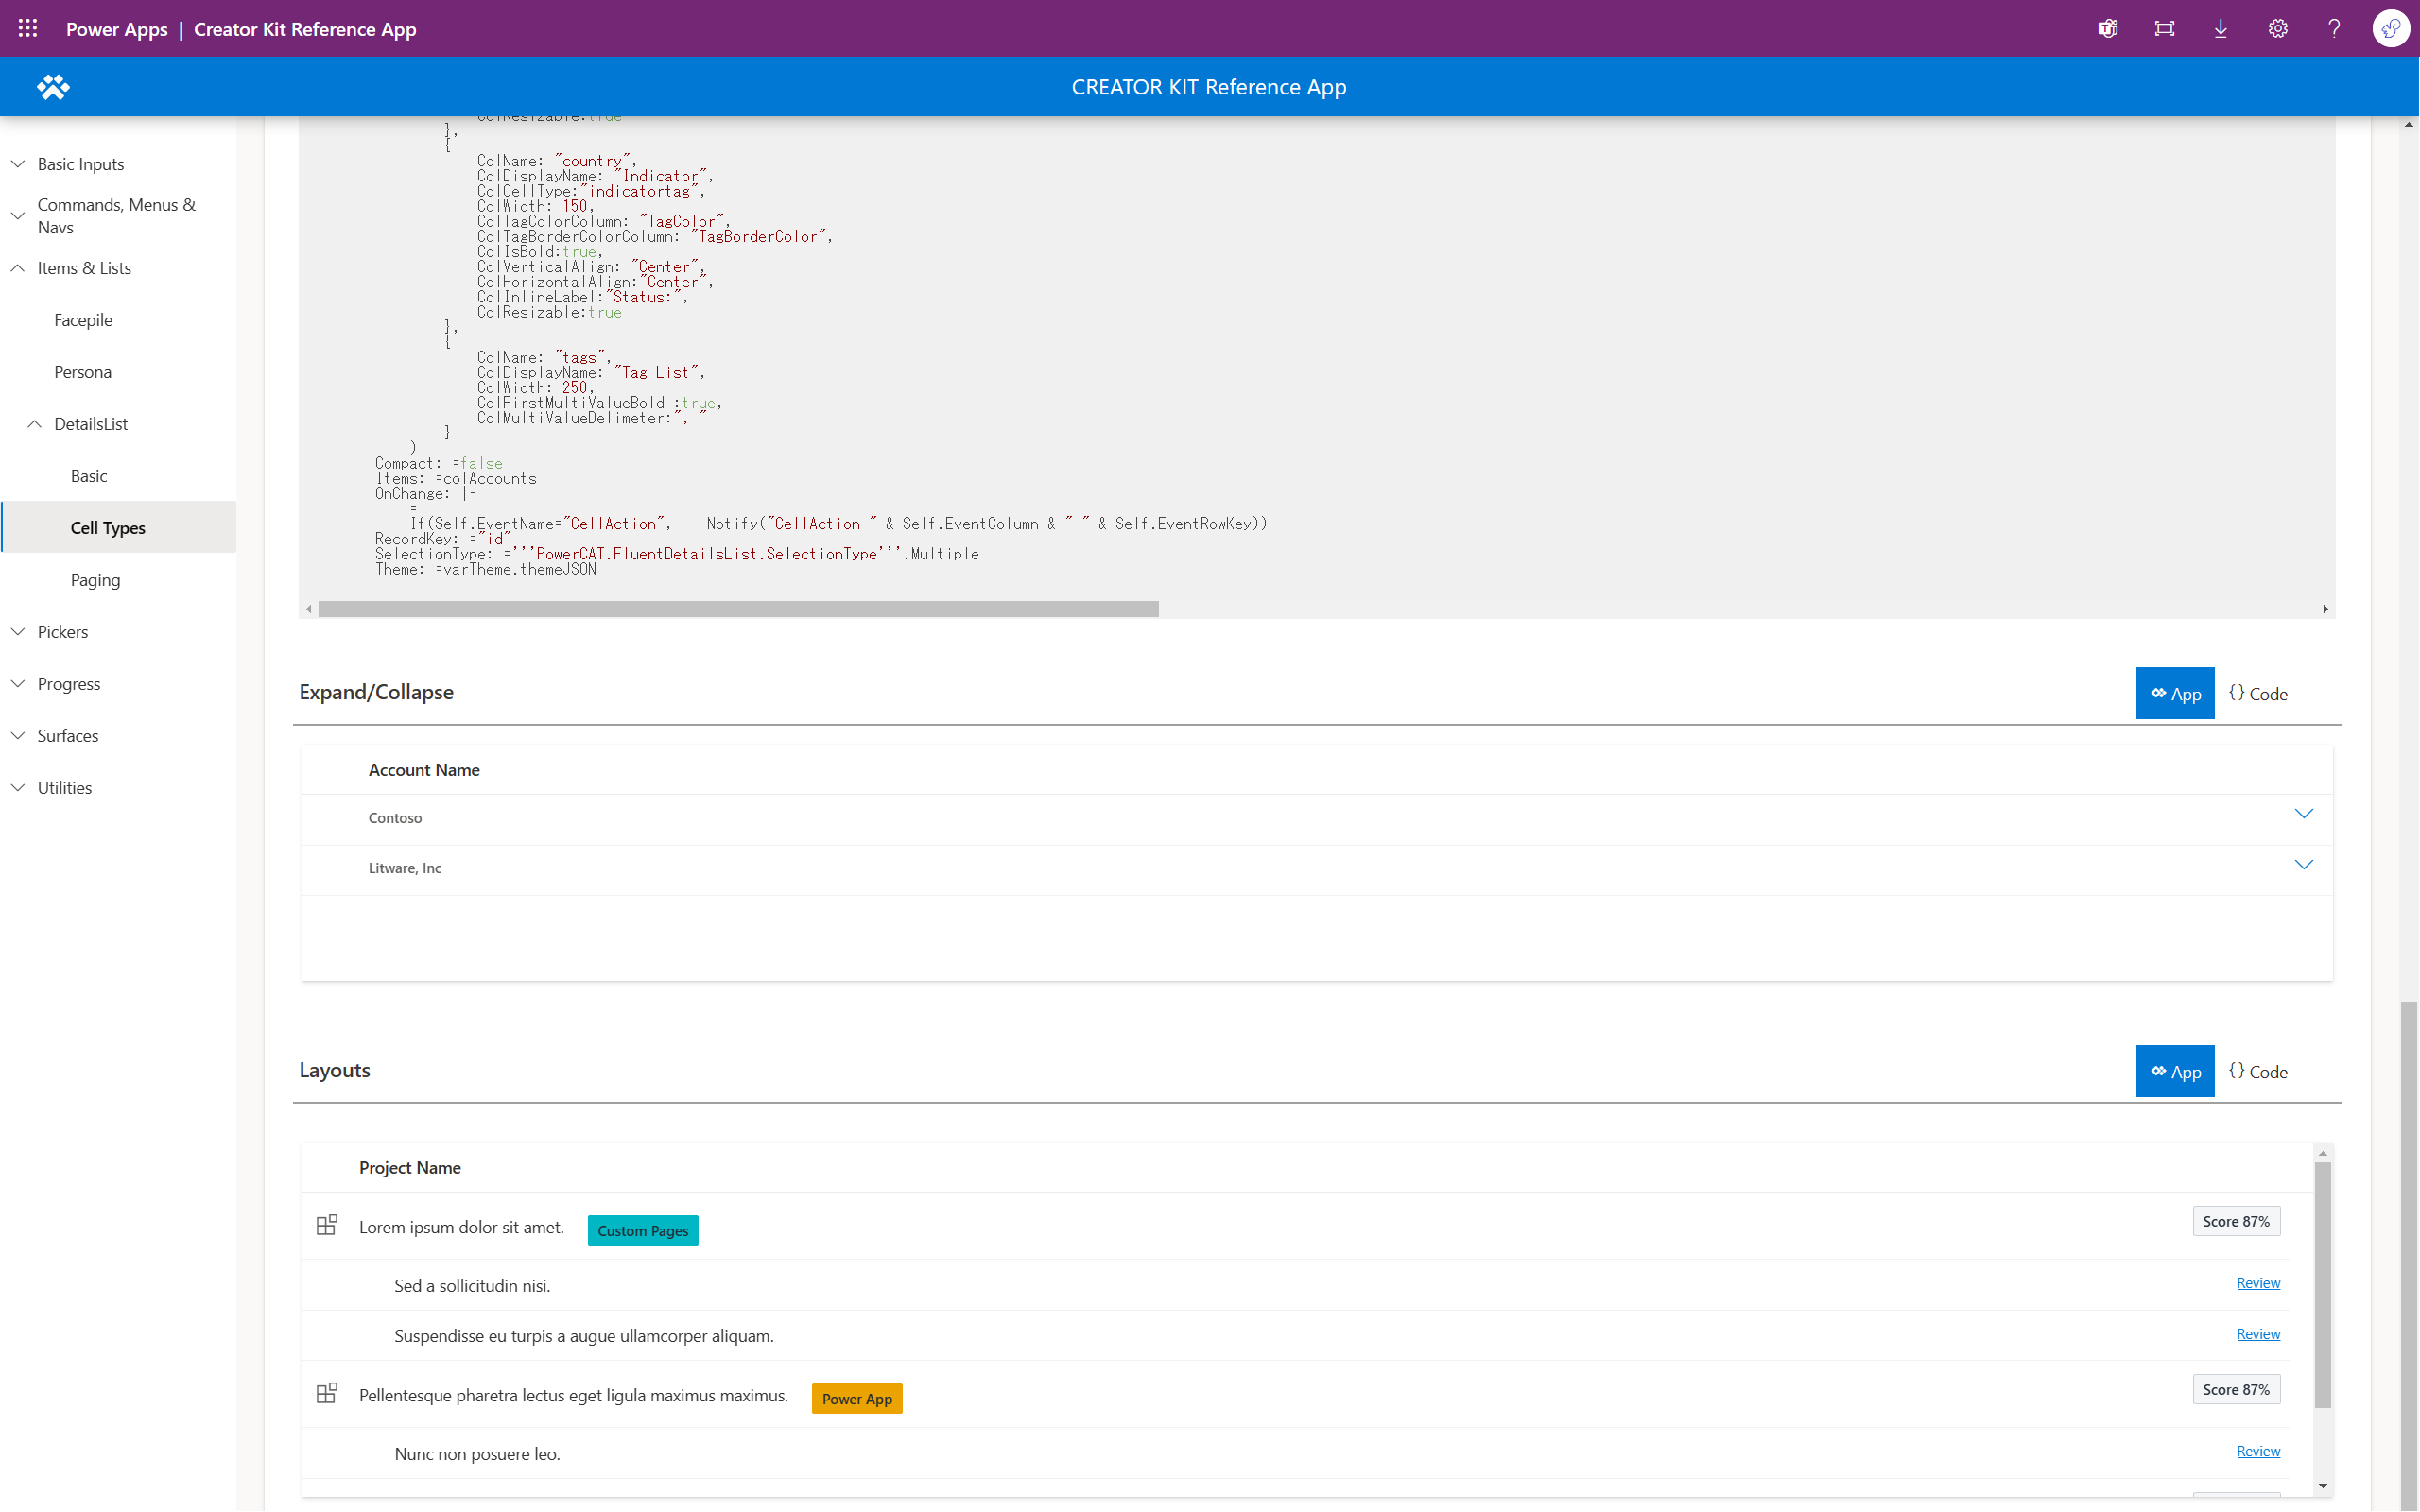 Power Apps | Creator Kit Reference App
CREATOR KIT Reference App
Basic Inputs
Commands, Menus &
Navs
Items & Lists
Facepile
Persona
DetailsList
Basic
Cell Types
Paging
Pickers
Progress
Surfaces
Utilities
ColResizable:true
},
{
ColName: "country",
ColDisplayName: "Indicator",
ColCellType:"indicatortag",
ColWidth: 150,
ColTagColorColumn: "TagColor",
ColTagBorderColorColumn: "TagBorderColor",
ColIsBold:true,
ColVerticalAlign: "Center",
ColHorizontalAlign:"Center",
ColInlineLabel:"Status:",
ColResizable:true
},
{
ColName: "tags",
ColDisplayName: "Tag List",
ColWidth: 250,
ColFirstMultiValueBold :true,
ColMultiValueDelimeter:", "
}
)
Compact: =false
Items: =colAccounts
OnChange: |-
=
If(Self.EventName="CellAction",    Notify("CellAction " & Self.EventColumn & " " & Self.EventRowKey))
RecordKey: ="id"
SelectionType: ='''PowerCAT.FluentDetailsList.SelectionType'''.Multiple
Theme: =varTheme.themeJSON
Expand/Collapse
App
{} Code
Account Name
Contoso
Litware, Inc
Layouts
App
{} Code
Project Name
Lorem ipsum dolor sit amet. Custom Pages Score 87%
Sed a sollicitudin nisi. Review
Suspendisse eu turpis a augue ullamcorper aliquam. Review
Pellentesque pharetra lectus eget ligula maximus maximus. Power App Score 87%
Nunc non posuere leo. Review